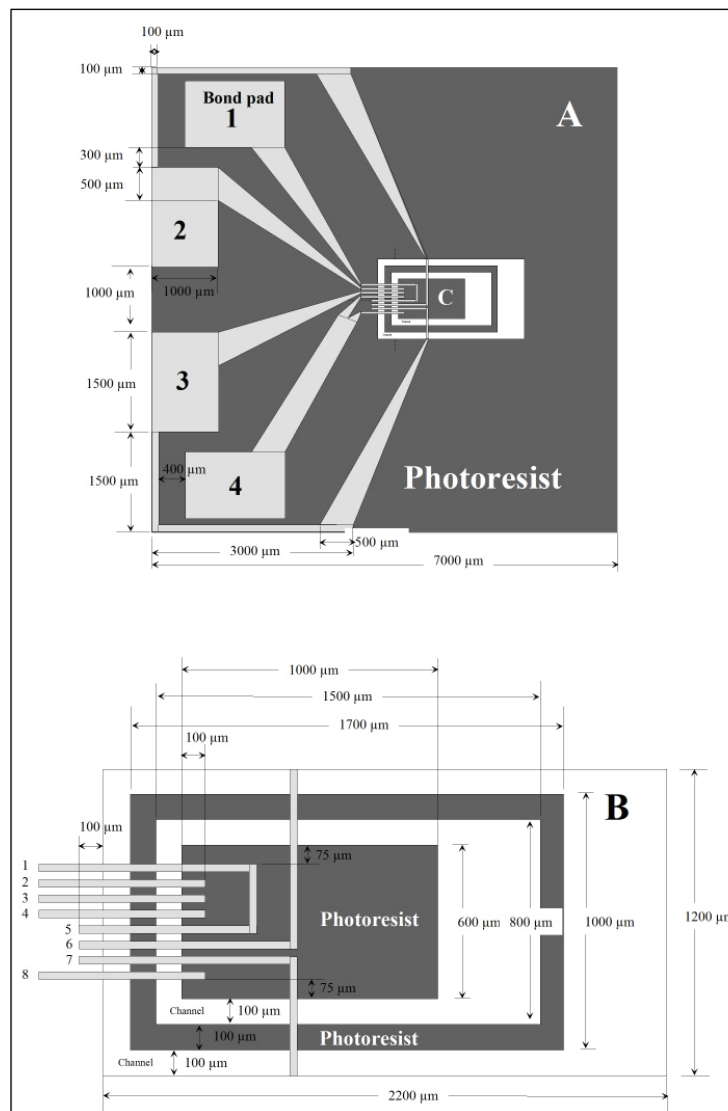 100 µm
100 µm
Bond pad
1
A
300 µm
500 µm
2
1000 µm
1000 µm
C
3
1500 µm
1500 µm
400 µm
4
Photoresist
3000 µm
500 µm
7000 µm
1000 µm
1500 µm
1700 µm
100 µm
B
100 µm
75 µm
1
2
3
4
5
6
7
8
Photoresist
600 µm
800 µm
1000 µm
1200 µm
75 µm
Channel
100 µm
100 µm
Photoresist
Channel
100 µm
2200 µm